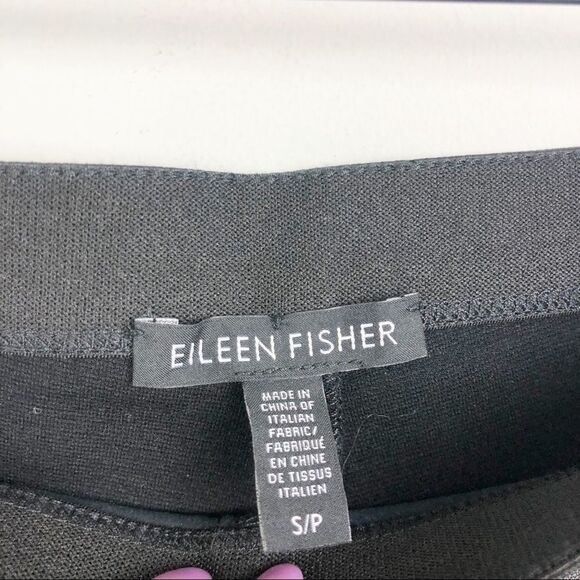 EILEEN FISHER
MADE IN
CHINA OF
ITALIAN
FABRIC/
FABRIQUÉ
EN CHINE
DE TISSUS
ITALIEN
S/P